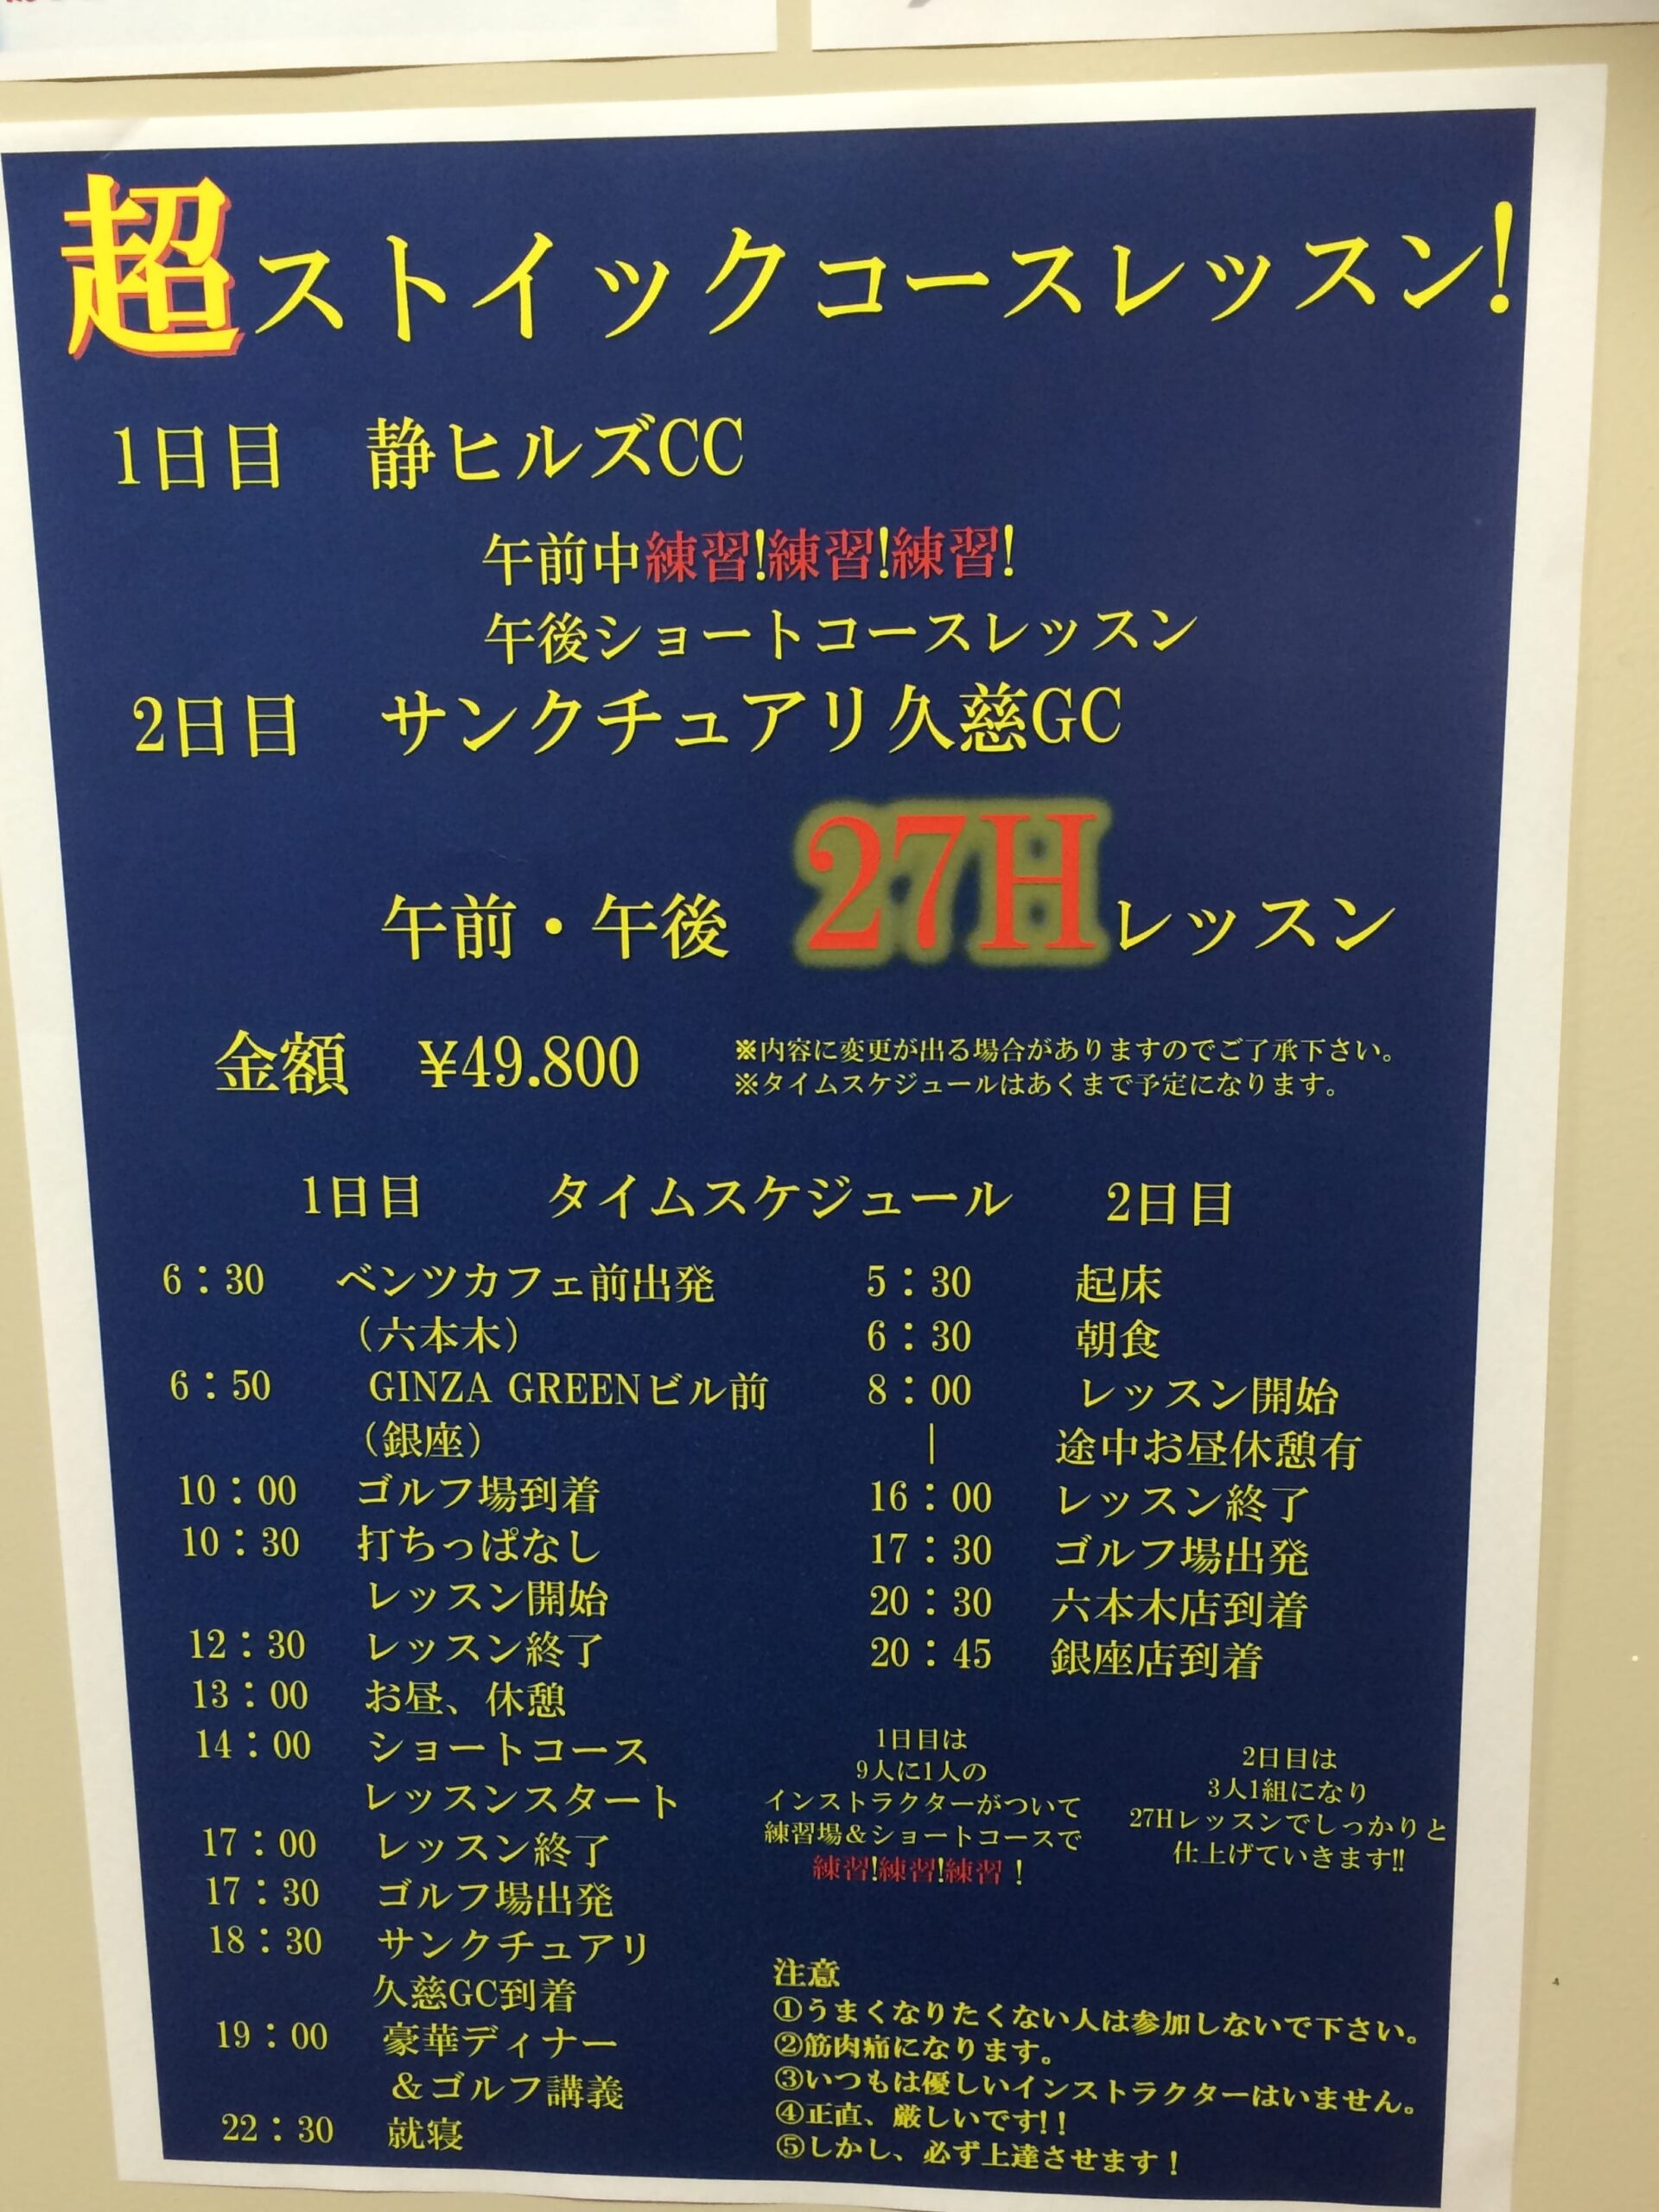 超ストイックコースレッスン!
1日目 静ヒルズCC
午前中練習!練習!練習!
午後ショートコースレッスン
2日目 サンクチュアリ久慈GC
午前・午後 27Hレッスン
金額 ¥49.800
※内容に変更が出る場合がありますのでご了承下さい。
※タイムスケジュールはあくまで予定になります。
1日目 タイムスケジュール 2日目
6:30 ベンツカフェ前出発
(六本木)
6:50 GINZA GREENビル前
(銀座)
10:00 ゴルフ場到着
10:30 打ちっぱなし
レッスン開始
12:30 レッスン終了
13:00 お昼、休憩
14:00 ショートコース
レッスンスタート
17:00 レッスン終了
17:30 ゴルフ場出発
18:30 サンクチュアリ
久慈GC到着
19:00 豪華ディナー
&ゴルフ講義
22:30 就寝
5:30 起床
6:30 朝食
8:00 レッスン開始
| 途中お昼休憩有
16:00 レッスン終了
17:30 ゴルフ場出発
20:30 六本木店到着
20:45 銀座店到着
1日目は
9人に1人の
インストラクターがついて
練習場&ショートコースで
練習!練習!練習!
2日目は
3人1組になり
27Hレッスンでしっかりと
仕上げていきます!!
注意
①うまくなりたくない人は参加しないで下さい。
②筋肉痛になります。
③いつもは優しいインストラクターはいません。
④正直、厳しいです!!
⑤しかし、必ず上達させます!